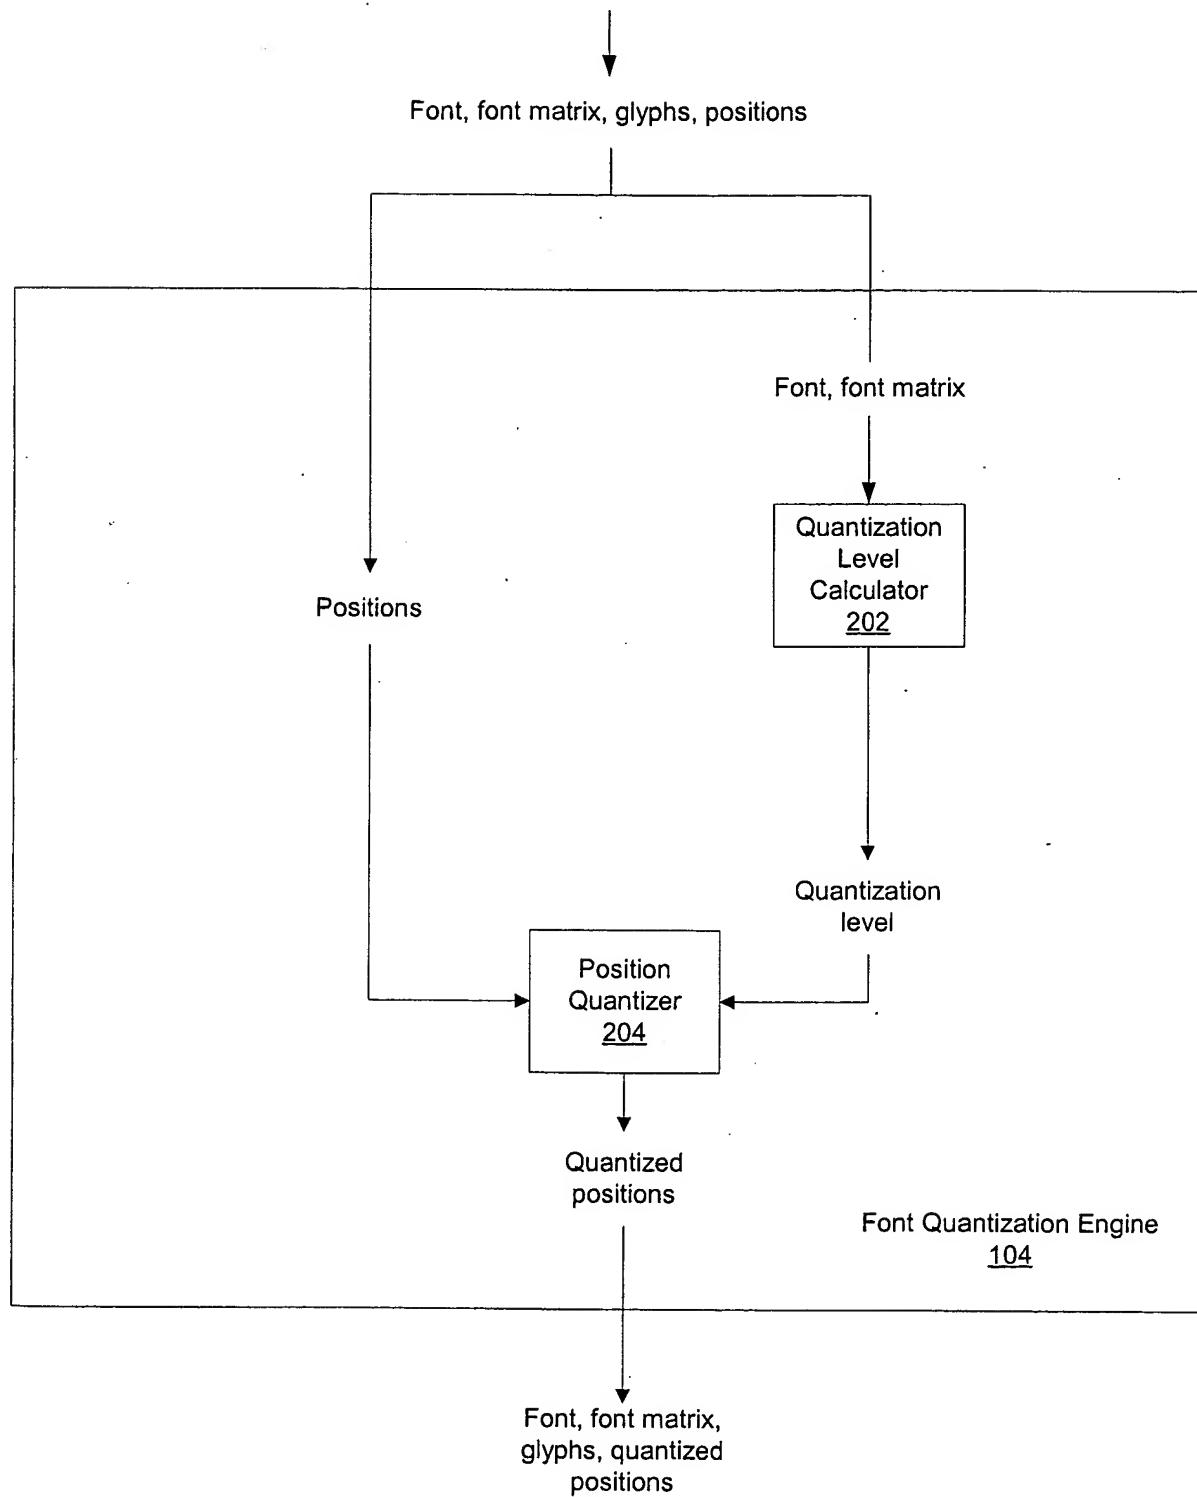 Font, font matrix, glyphs, positions
Font, font matrix
Quantization
Level
Calculator
202
Positions
Quantization
level
Position
Quantizer
204
Quantized
positions
Font Quantization Engine
104
Font, font matrix,
glyphs, quantized
positions